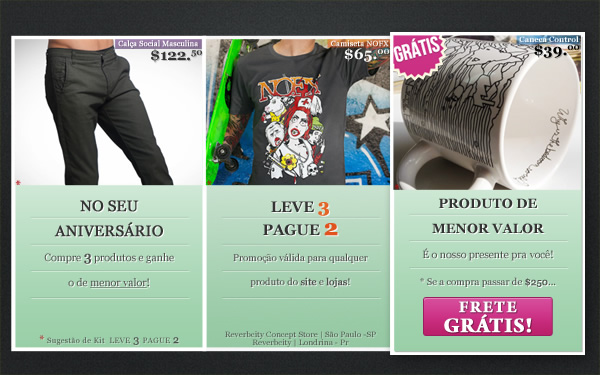 Calça Social Masculina
$122.50
NO SEU
ANIVERSÁRIO
Compre 3 produtos e ganhe
o de menor valor!
* Sugestão de Kit LEVE 3 PAGUE 2
Camiseta NOFX
$65.00
NOFX
LEVE 3
PAGUE 2
Promoção válida para qualquer
produto do site e lojas!
Reverbcity Concept Store | São Paulo -SP
Reverbcity | Londrina - Pr
GRÁTIS
Caneca Control
$39.00
PRODUTO DE
MENOR VALOR
É o nosso presente pra você!
* Se a compra passar de $250...
FRETE
GRÁTIS!